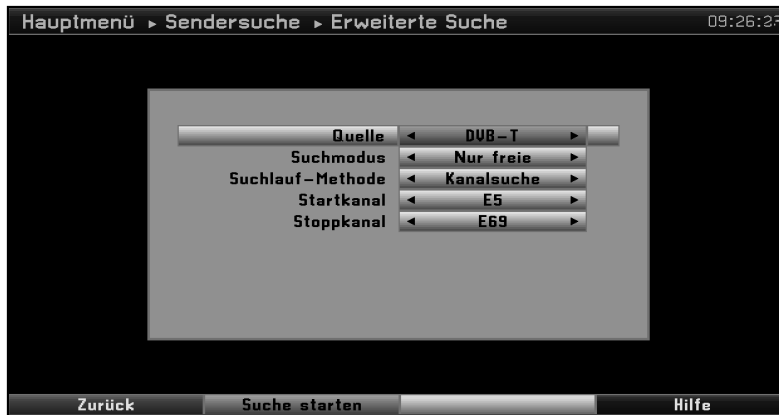 Hauptmenü ▸ Sendersuche ▸ Erweiterte Suche 09:26:23
Quelle ◂ DVB-T ▸
Suchmodus ◂ Nur freie ▸
Suchlauf-Methode ◂ Kanalsuche ▸
Startkanal ◂ E5 ▸
Stoppkanal ◂ E69 ▸
Zurück Suche starten Hilfe